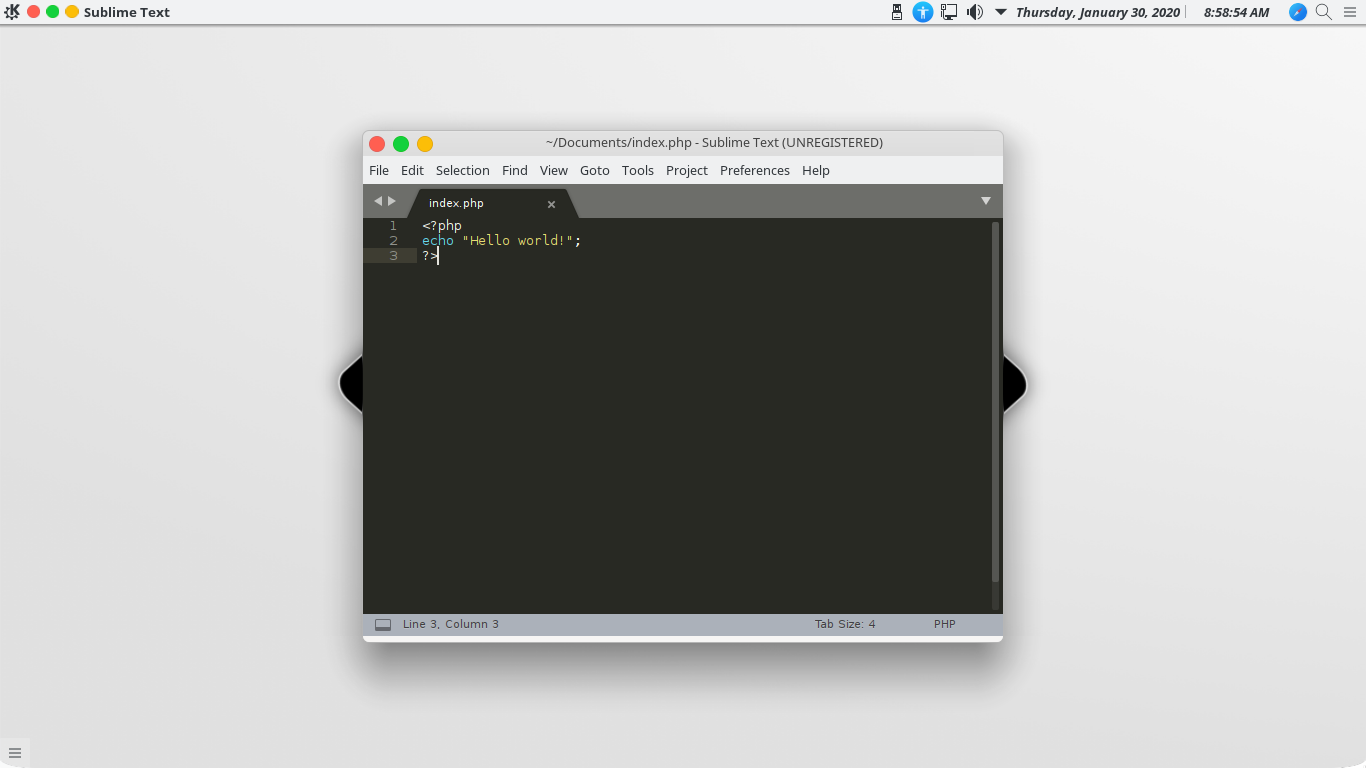 Sublime Text
Thursday, January 30, 2020
8:58:54 AM
~/Documents/index.php - Sublime Text (UNREGISTERED)
File Edit Selection Find View Goto Tools Project Preferences Help
index.php
1 <?php
2 echo "Hello world!";
3 ?>
Line 3, Column 3
Tab Size: 4
PHP